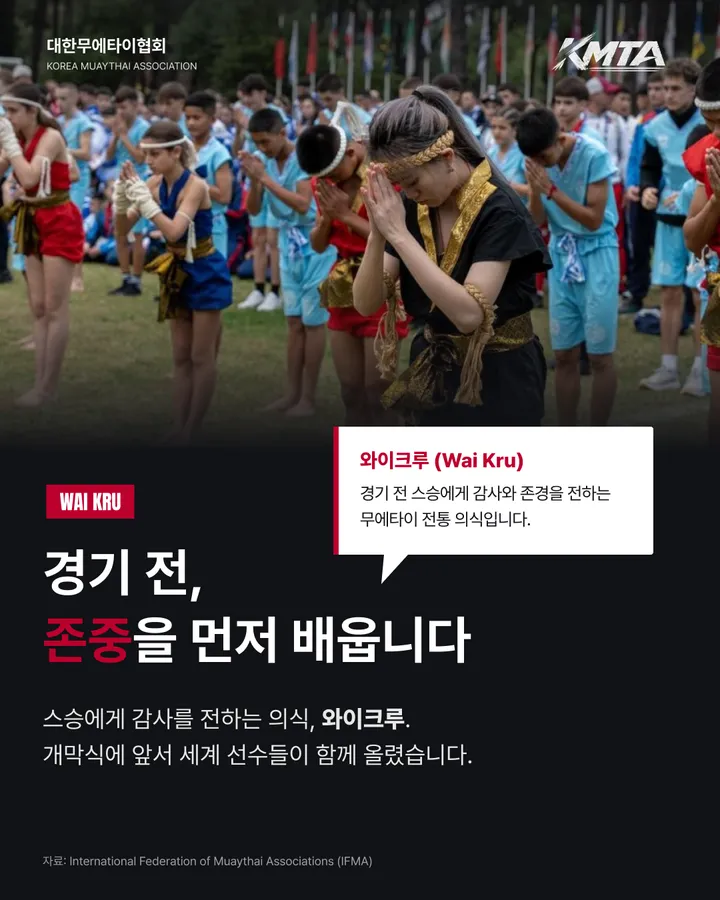 대한무에타이협회
KOREA MUAYTHAI ASSOCIATION
KMTA
와이크루 (Wai Kru)
경기 전 스승에게 감사와 존경을 전하는
무에타이 전통 의식입니다.
WAI KRU
경기 전,
존중을 먼저 배웁니다
스승에게 감사를 전하는 의식, 와이크루.
개막식에 앞서 세계 선수들이 함께 올렸습니다.
자료: International Federation of Muaythai Associations (IFMA)